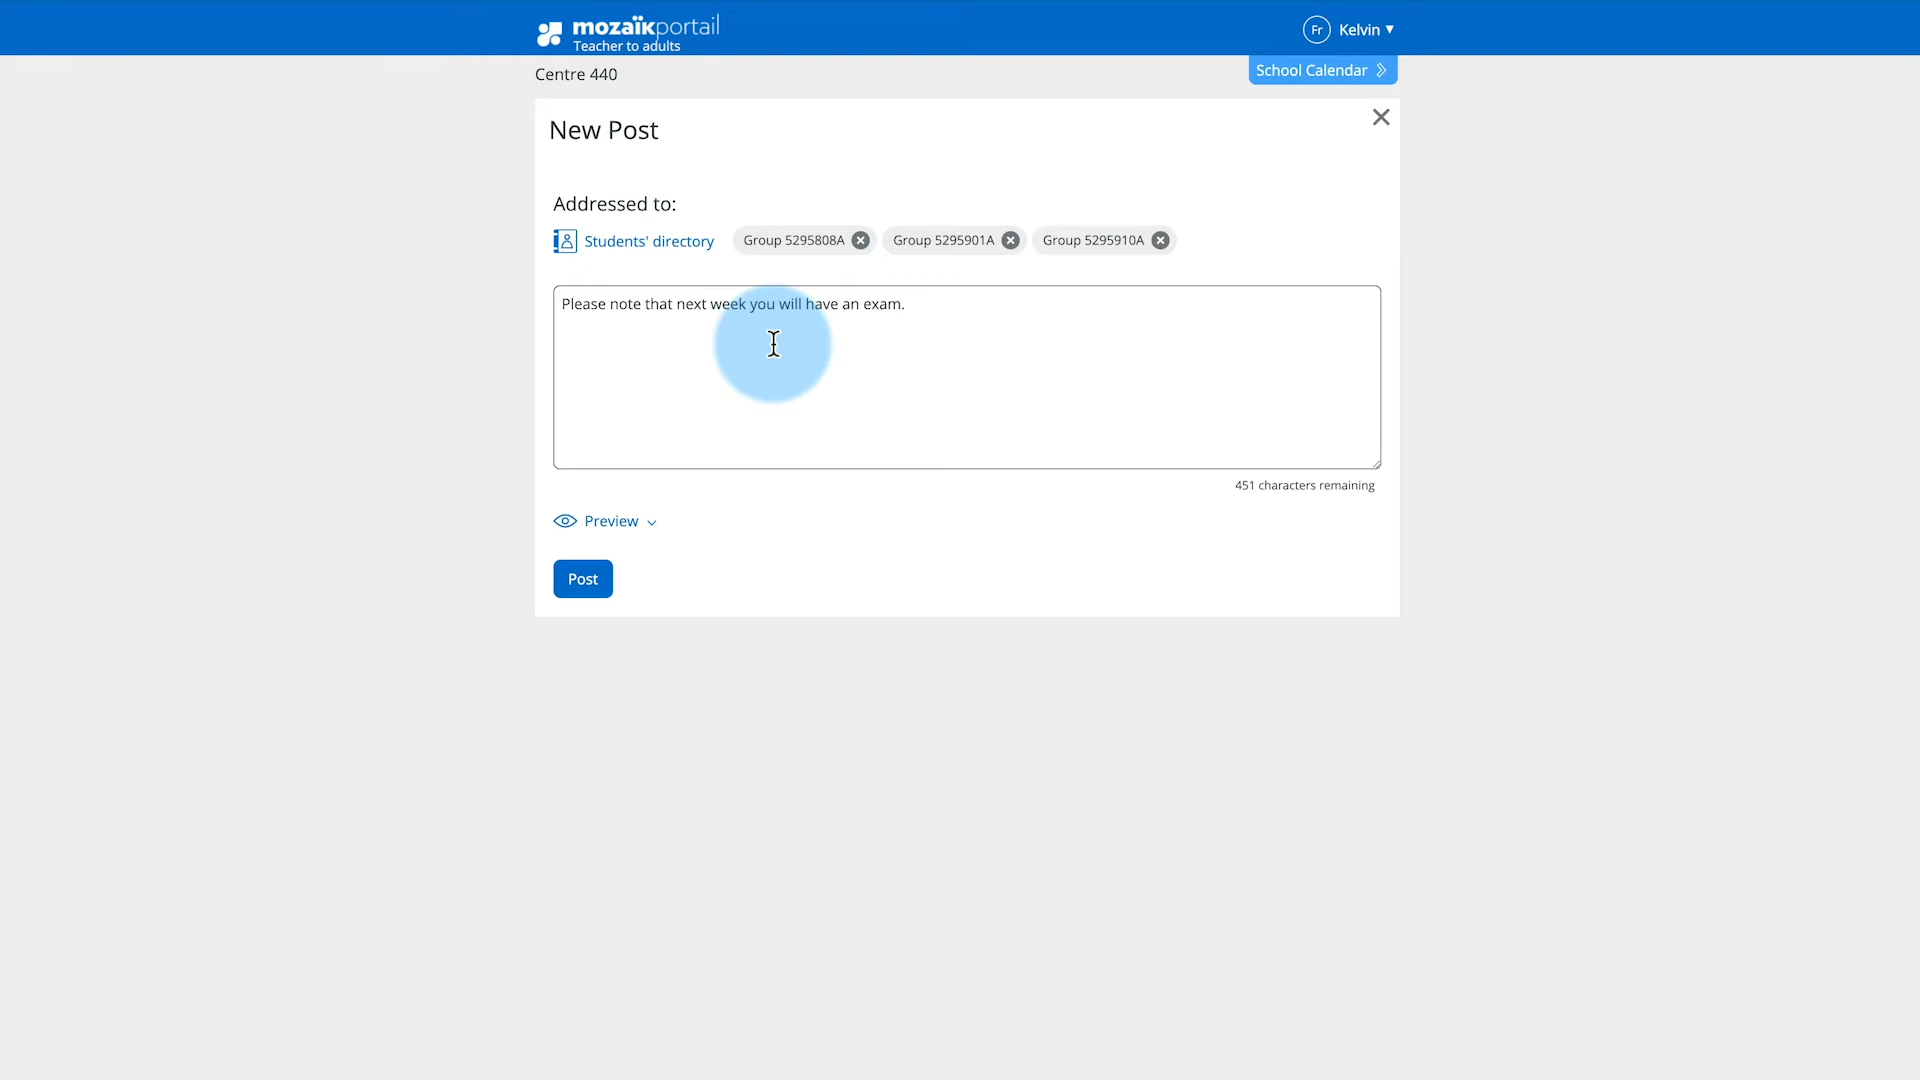 mozaïkportail
Teacher to adults
Fr Kelvin
Centre 440
School Calendar
New Post
Addressed to:
Students' directory Group 5295808A Group 5295901A Group 5295910A
Please note that next week you will have an exam.
451 characters remaining
Preview
Post